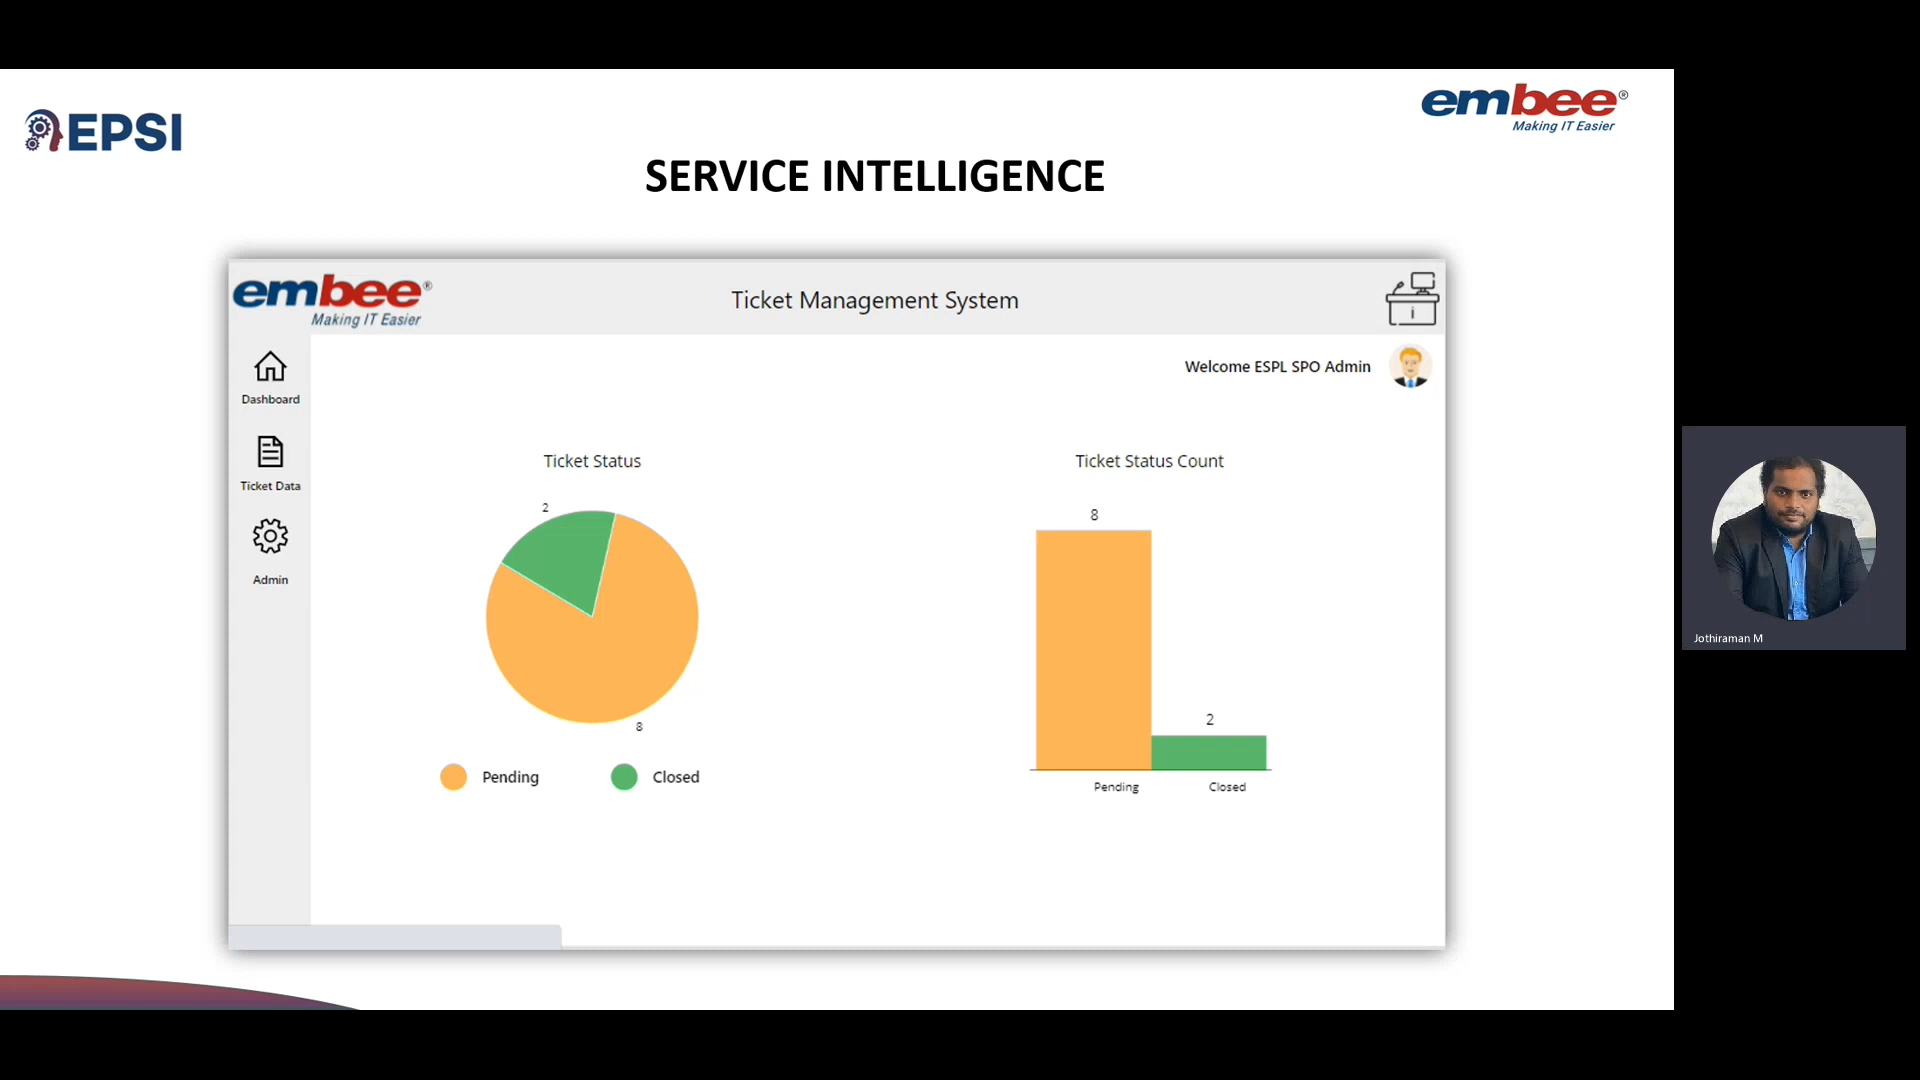 EPSI
embee®
Making IT Easier
SERVICE INTELLIGENCE
embee®
Making IT Easier
Ticket Management System
i
Welcome ESPL SPO Admin
Dashboard
Ticket Data
Admin
Ticket Status
2
8
Pending
Closed
Ticket Status Count
8
2
Pending
Closed
Jothiraman M